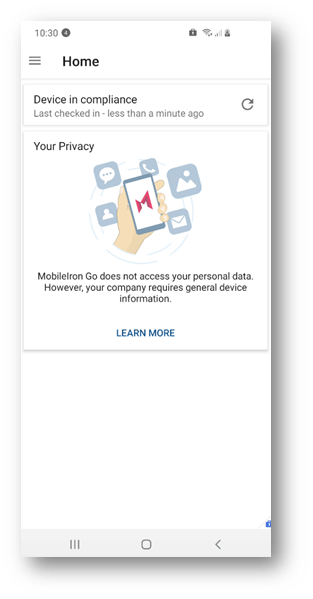 10:30
Home
Device in compliance
Last checked in - less than a minute ago
Your Privacy
MobileIron Go does not access your personal data.
However, your company requires general device
information.
LEARN MORE